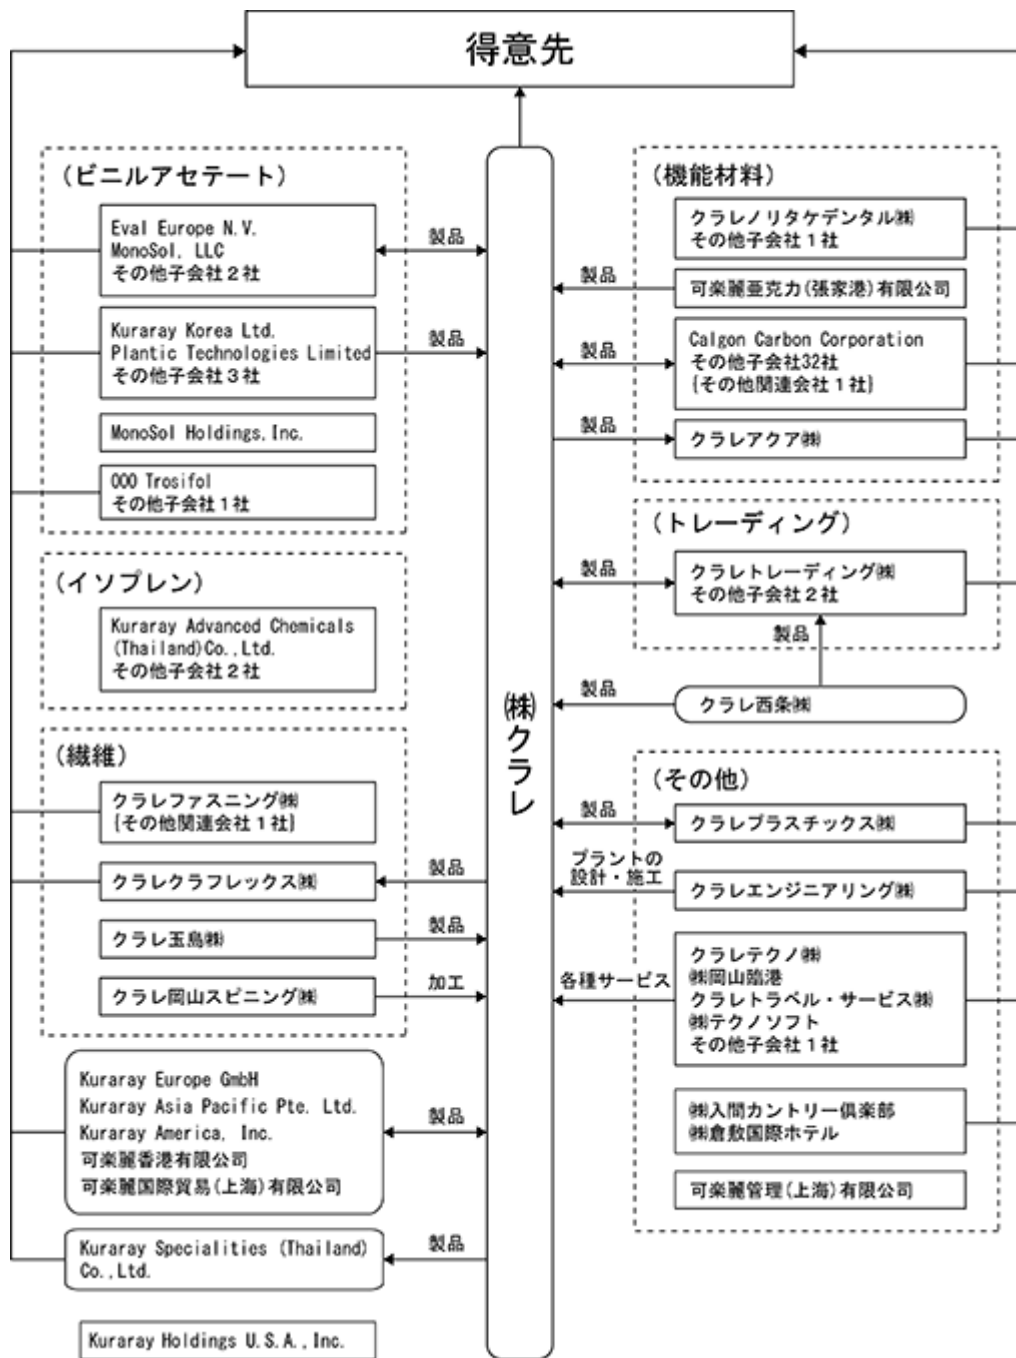 得意先
(ビニルアセテート)
Eval Europe N.V.
MonoSol, LLC
その他子会社2社
製品
Kuraray Korea Ltd.
Plantic Technologies Limited
その他子会社3社
製品
MonoSol Holdings,Inc.
OOO Trosifol
その他子会社1社
(イソプレン)
Kuraray Advanced Chemicals
(Thailand)Co.,Ltd.
その他子会社2社
(繊維)
クラレファスニング㈱
{その他関連会社1社}
クラレクラフレックス㈱
製品
クラレ玉島㈱
製品
クラレ岡山スピニング㈱
加工
Kuraray Europe GmbH
Kuraray Asia Pacific Pte. Ltd.
Kuraray America, Inc.
可楽麗香港有限公司
可楽麗国際貿易(上海)有限公司
製品
Kuraray Specialities (Thailand)
Co.,Ltd.
製品
Kuraray Holdings U.S.A.,Inc.
㈱クラレ
(機能材料)
クラレノリタケデンタル㈱
その他子会社1社
製品
可楽麗亜克力(張家港)有限公司
製品
Calgon Carbon Corporation
その他子会社32社
{その他関連会社1社}
製品
クラレアクア㈱
(トレーディング)
製品
クラレトレーディング㈱
その他子会社2社
製品
製品
クラレ西条㈱
(その他)
製品
クラレプラスチックス㈱
プラントの
設計・施工
クラレエンジニアリング㈱
各種サービス
クラレテクノ㈱
㈱岡山臨港
クラレトラベル・サービス㈱
㈱テクノソフト
その他子会社1社
㈱入間カントリー倶楽部
㈱倉敷国際ホテル
可楽麗管理(上海)有限公司